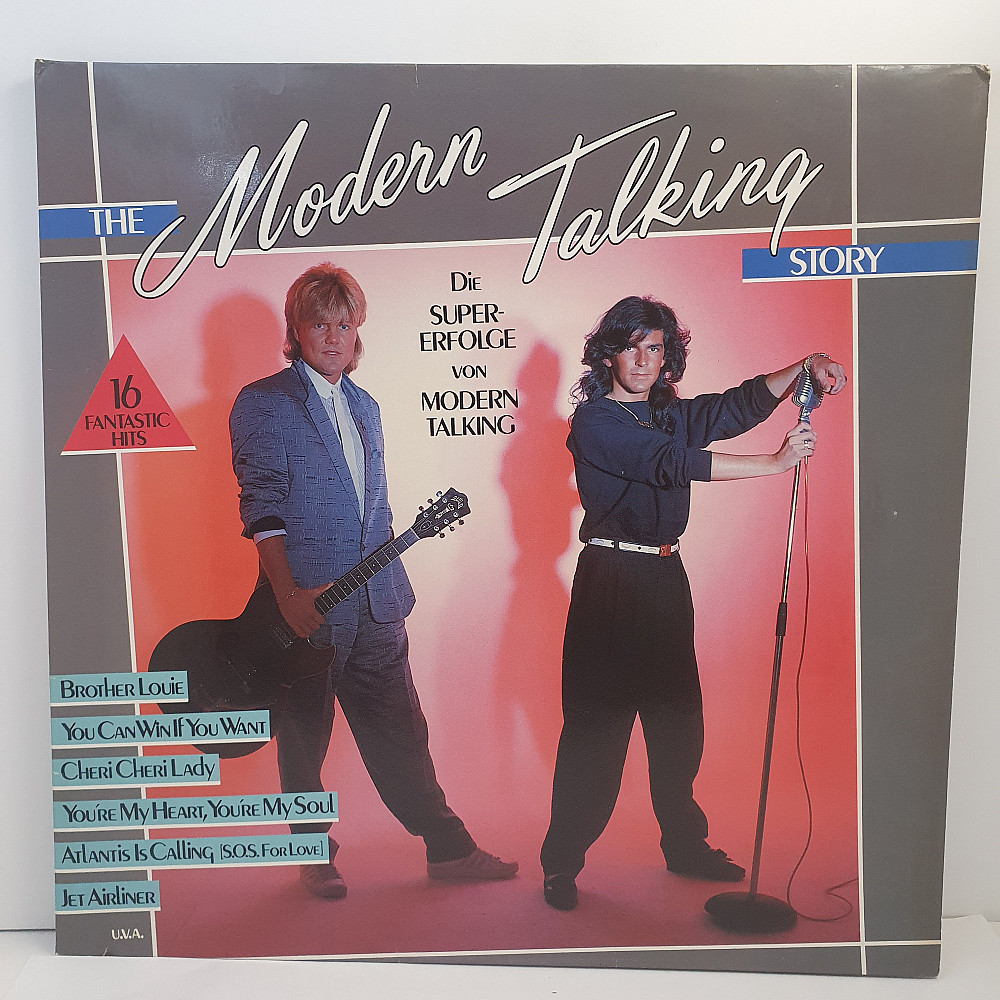 THE
Modern Talking
STORY
Die
SUPER-
ERFOLGE
VON
MODERN
TALKING
16
FANTASTIC
HITS
Brother Louie
You Can Win If You Want
Cheri Cheri Lady
You're My Heart, You're My Soul
Atlantis Is Calling [S.O.S. For Love]
Jet Airliner
U.V.A.